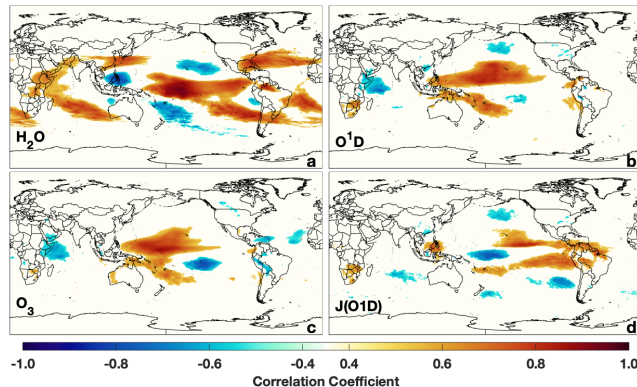 H₂O
a
O¹D
b
O₃
c
J(O1D)
d
-1.0 -0.8 -0.6 -0.4 0.4 0.6 0.8 1.0
Correlation Coefficient